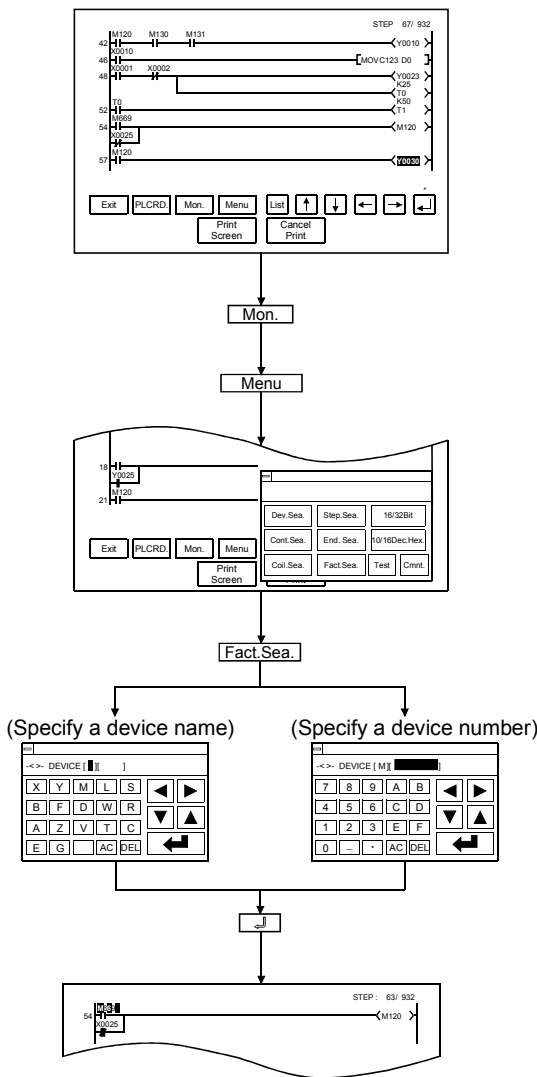 STEP 67/ 932
M120 M130 M131
42 Y0010
X0010
46 MOVC123 D0
X0001 X0002
48 Y0023
K25
T0
T0 K50
52 T1
M669
54 M120
X0025
M120
57 Y0030
*
Exit PLCRD. Mon. Menu List
Print Screen Cancel Print
Mon.
Menu
18
Y0025
M120
21
Dev.Sea. Step.Sea. 16/32Bit
Cont.Sea. End. Sea. 10/16Dec.Hex.
Coil.Sea. Fact.Sea. Test Cmnt.
Exit PLCRD. Mon. Menu
Print Screen
Fact.Sea.
(Specify a device name) (Specify a device number)
-< >- DEVICE [ ][ ]
X Y M L S
B F D W R
A Z V T C
E G AC DEL
-< >- DEVICE [ M][ ]
7 8 9 A B
4 5 6 C D
1 2 3 E F
0 – · AC DEL
STEP : 63/ 932
54 M120
X0025